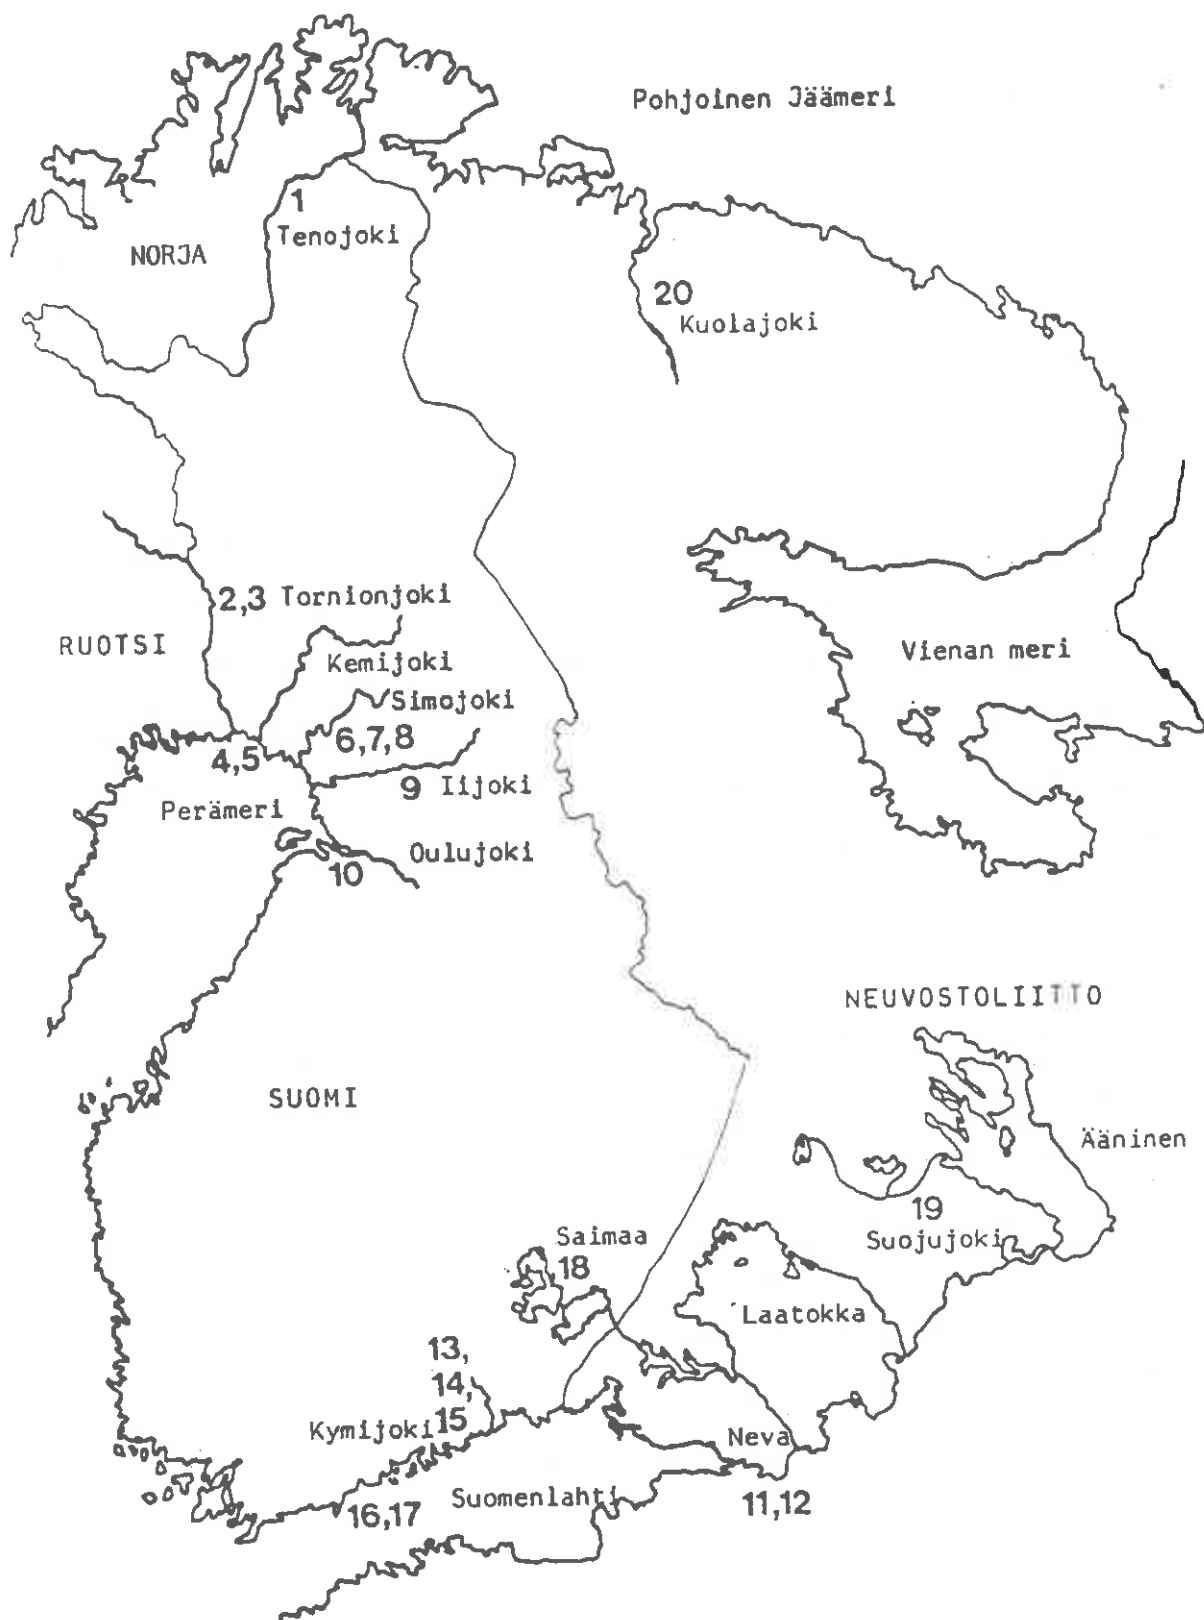 Pohjoinen Jäämeri
1
Tenojoki
NORJA
20
Kuolajoki
2,3 Tornionjoki
RUOTSI
Kemijoki
Vienan meri
Simojoki
6,7,8
4,5
9 Iijoki
Perämeri
Oulujoki
10
NEUVOSTOLIITTO
SUOMI
Ääninen
19
Suojujoki
Saimaa
18
Laatokka
13,
14,
Kymijoki 15
Neva
Suomenlahti
16,17
11,12